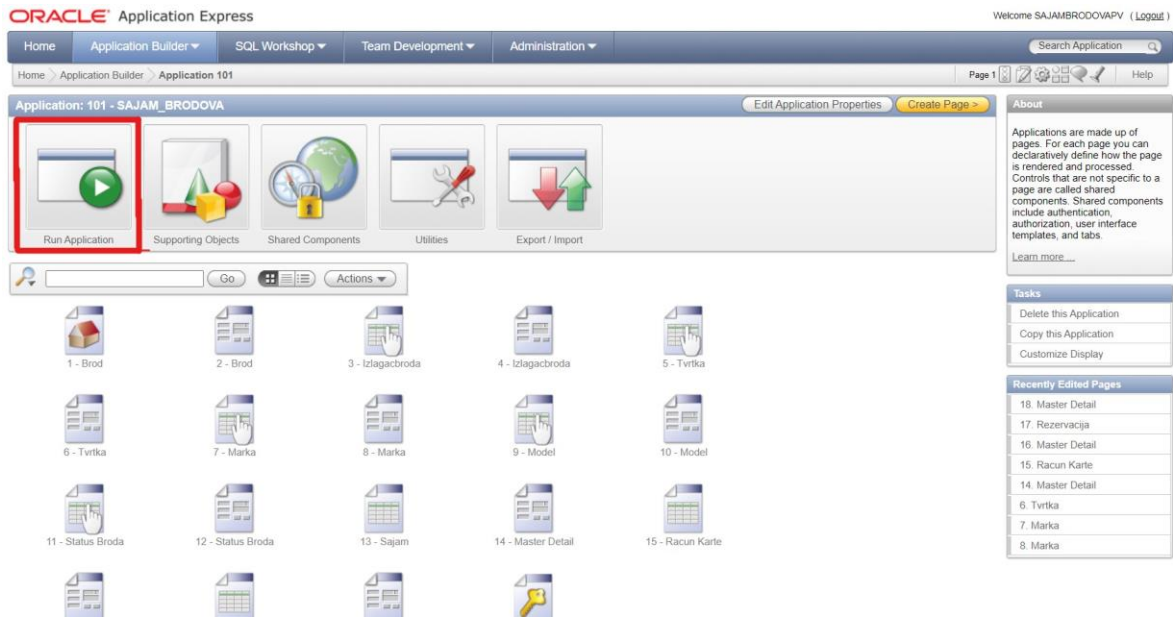 ORACLE Application Express
Welcome SAJAMBRODOVAPV ( Logout )
Home Application Builder SQL Workshop Team Development Administration
Search Application
Home Application Builder Application 101
Page 1 Help
Application: 101 - SAJAM_BRODOVA
Edit Application Properties Create Page >
Run Application Supporting Objects Shared Components Utilities Export / Import
Go Actions
1 - Brod 2 - Brod 3 - Izlagacbroda 4 - Izlagacbroda 5 - Tvrtka
6 - Tvrtka 7 - Marka 8 - Marka 9 - Model 10 - Model
11 - Status Broda 12 - Status Broda 13 - Sajam 14 - Master Detail 15 - Racun Karte
About
Applications are made up of
pages. For each page you can
declaratively define how the page
is rendered and processed.
Controls that are not specific to a
page are called shared
components. Shared components
include authentication,
authorization, user interface
templates, and tabs.
Learn more ...
Tasks
Delete this Application
Copy this Application
Customize Display
Recently Edited Pages
18. Master Detail
17. Rezervacija
16. Master Detail
15. Racun Karte
14. Master Detail
6. Tvrtka
7. Marka
8. Marka